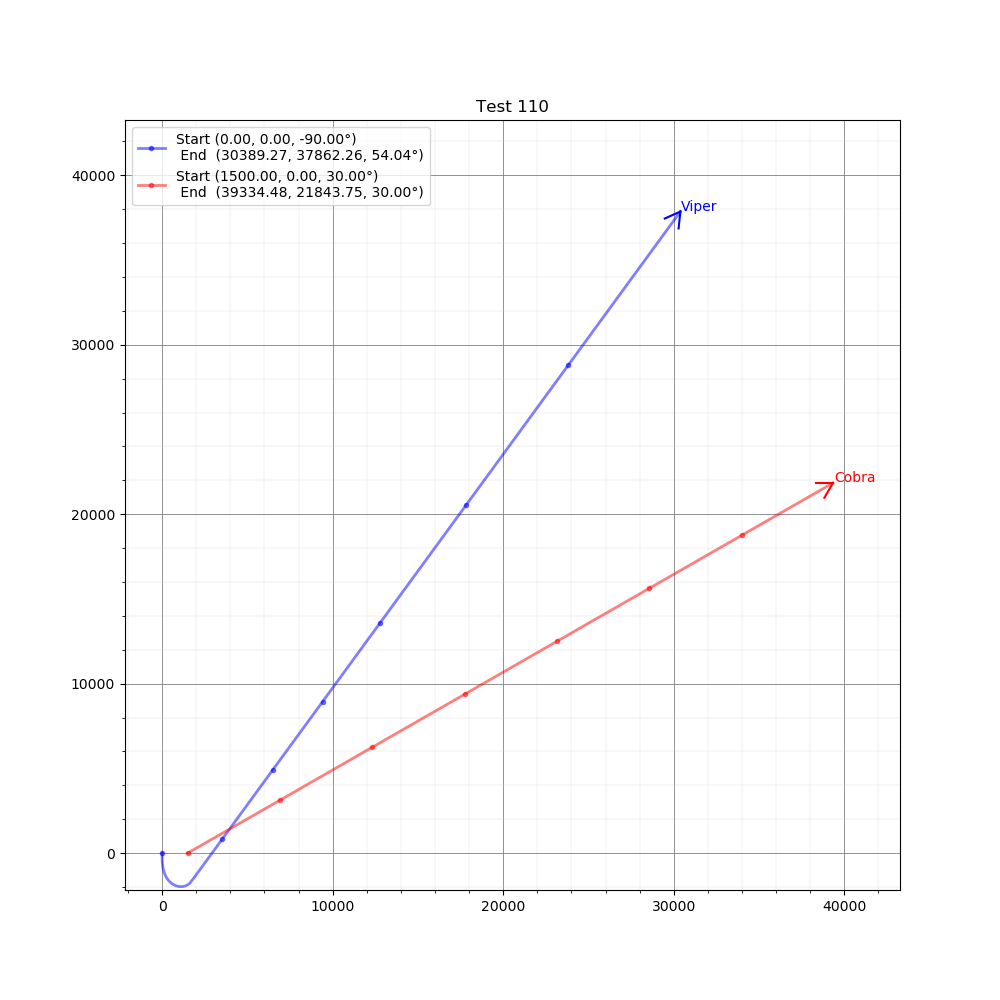 Test 110
Start (0.00, 0.00, -90.00°)
End  (30389.27, 37862.26, 54.04°)
Start (1500.00, 0.00, 30.00°)
End  (39334.48, 21843.75, 30.00°)
40000
30000
20000
10000
0
Viper
Cobra
0
10000
20000
30000
40000